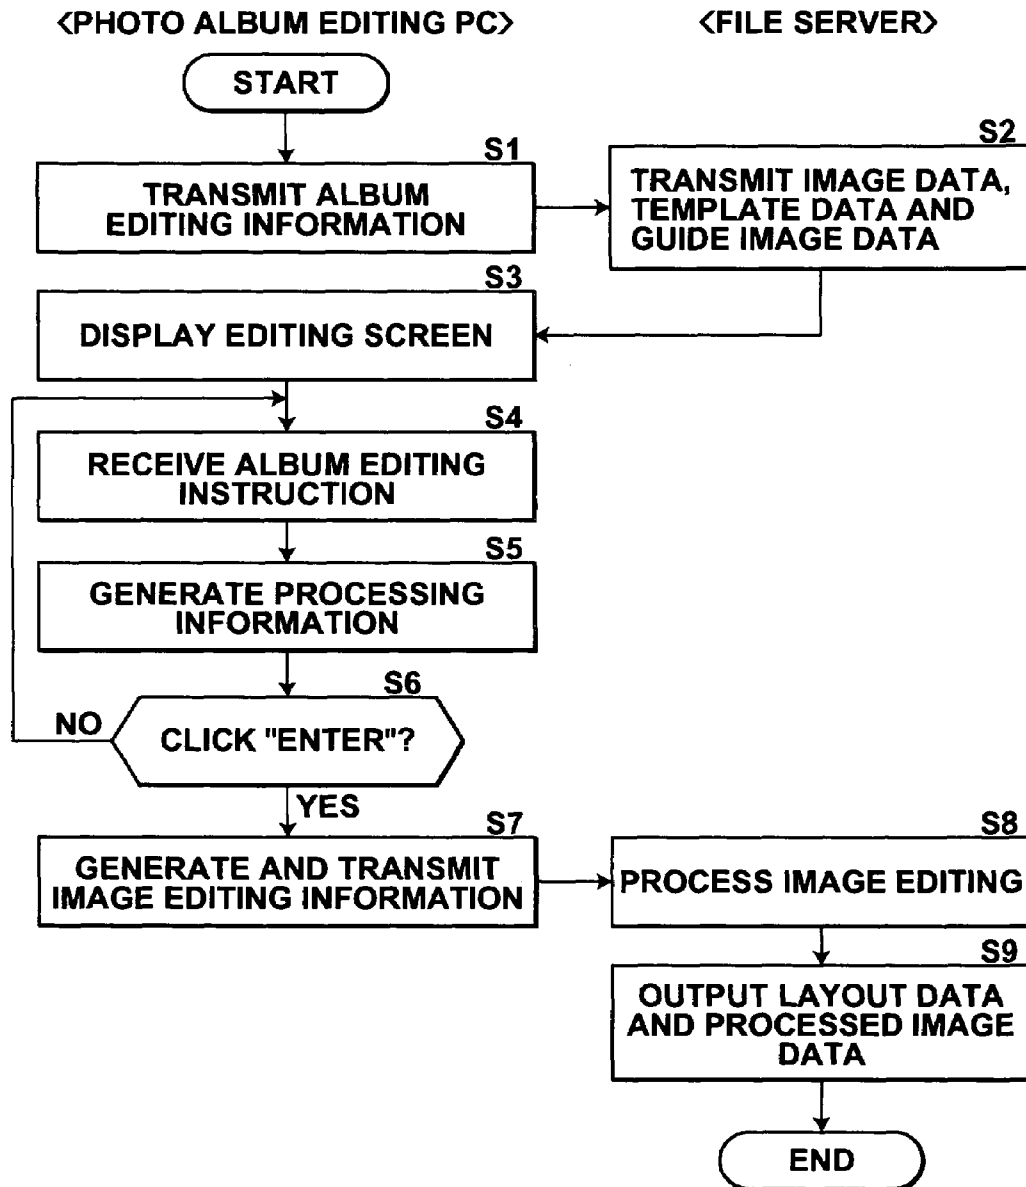 <PHOTO ALBUM EDITING PC>
<FILE SERVER>
START
S1
TRANSMIT ALBUM
EDITING INFORMATION
S2
TRANSMIT IMAGE DATA,
TEMPLATE DATA AND
GUIDE IMAGE DATA
S3
DISPLAY EDITING SCREEN
S4
RECEIVE ALBUM EDITING
INSTRUCTION
S5
GENERATE PROCESSING
INFORMATION
S6
CLICK "ENTER"?
NO
YES
S7
GENERATE AND TRANSMIT
IMAGE EDITING INFORMATION
S8
PROCESS IMAGE EDITING
S9
OUTPUT LAYOUT DATA
AND PROCESSED IMAGE
DATA
END